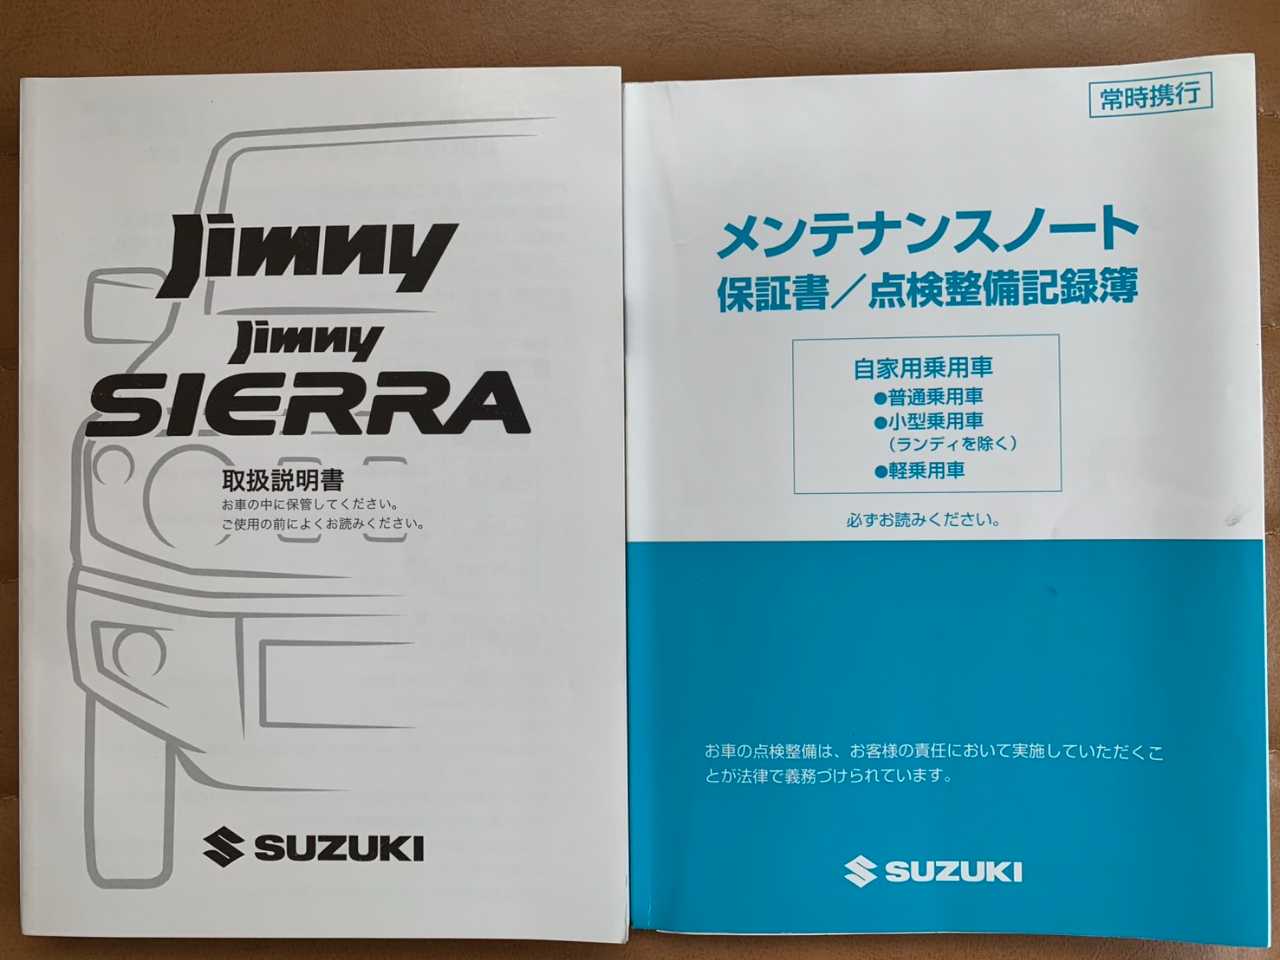 Jimny
Jimny
SIERRA
取扱説明書
お車の中に保管してください。
ご使用の前によくお読みください。
SUZUKI
常時携行
メンテナンスノート
保証書／点検整備記録簿
自家用乗用車
●普通乗用車
●小型乗用車
（ランディを除く）
●軽乗用車
必ずお読みください。
お車の点検整備は、お客様の責任において実施していただくこ
とが法律で義務づけられています。
SUZUKI